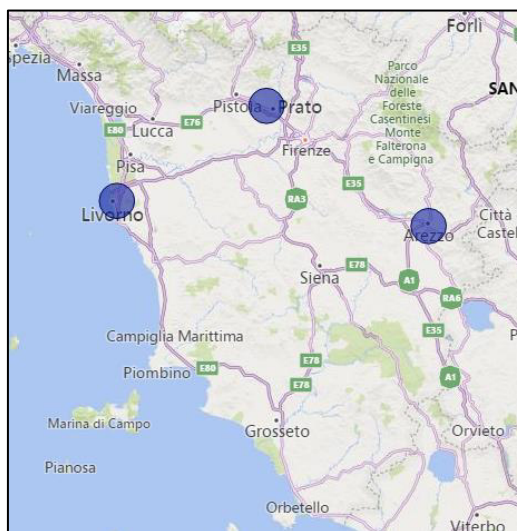 Forlì
Spezia
E35
Massa
Parco
Nazionale
delle
Foreste
Casentinesi
Monte
Falterona
e Campigna
SAN
Viareggio
Pistoia
Prato
E80
E76
Lucca
Firenze
Pisa
E35
RA3
Livorno
Città
Castel
Arezzo
E78
Siena
A1
RA6
E35
Campiglia Marittima
P
E78
E80
Piombino
E78
A1
Marina di Campo
Grosseto
Orvieto
Pianosa
Orbetello
Viterbo